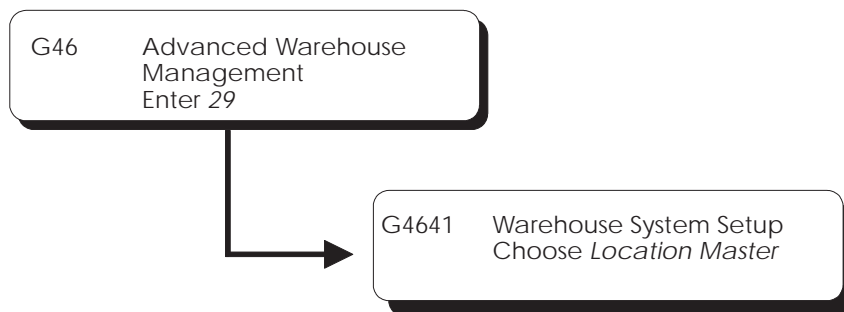 G46 Advanced Warehouse
Management
Enter 29
G4641 Warehouse System Setup
Choose Location Master